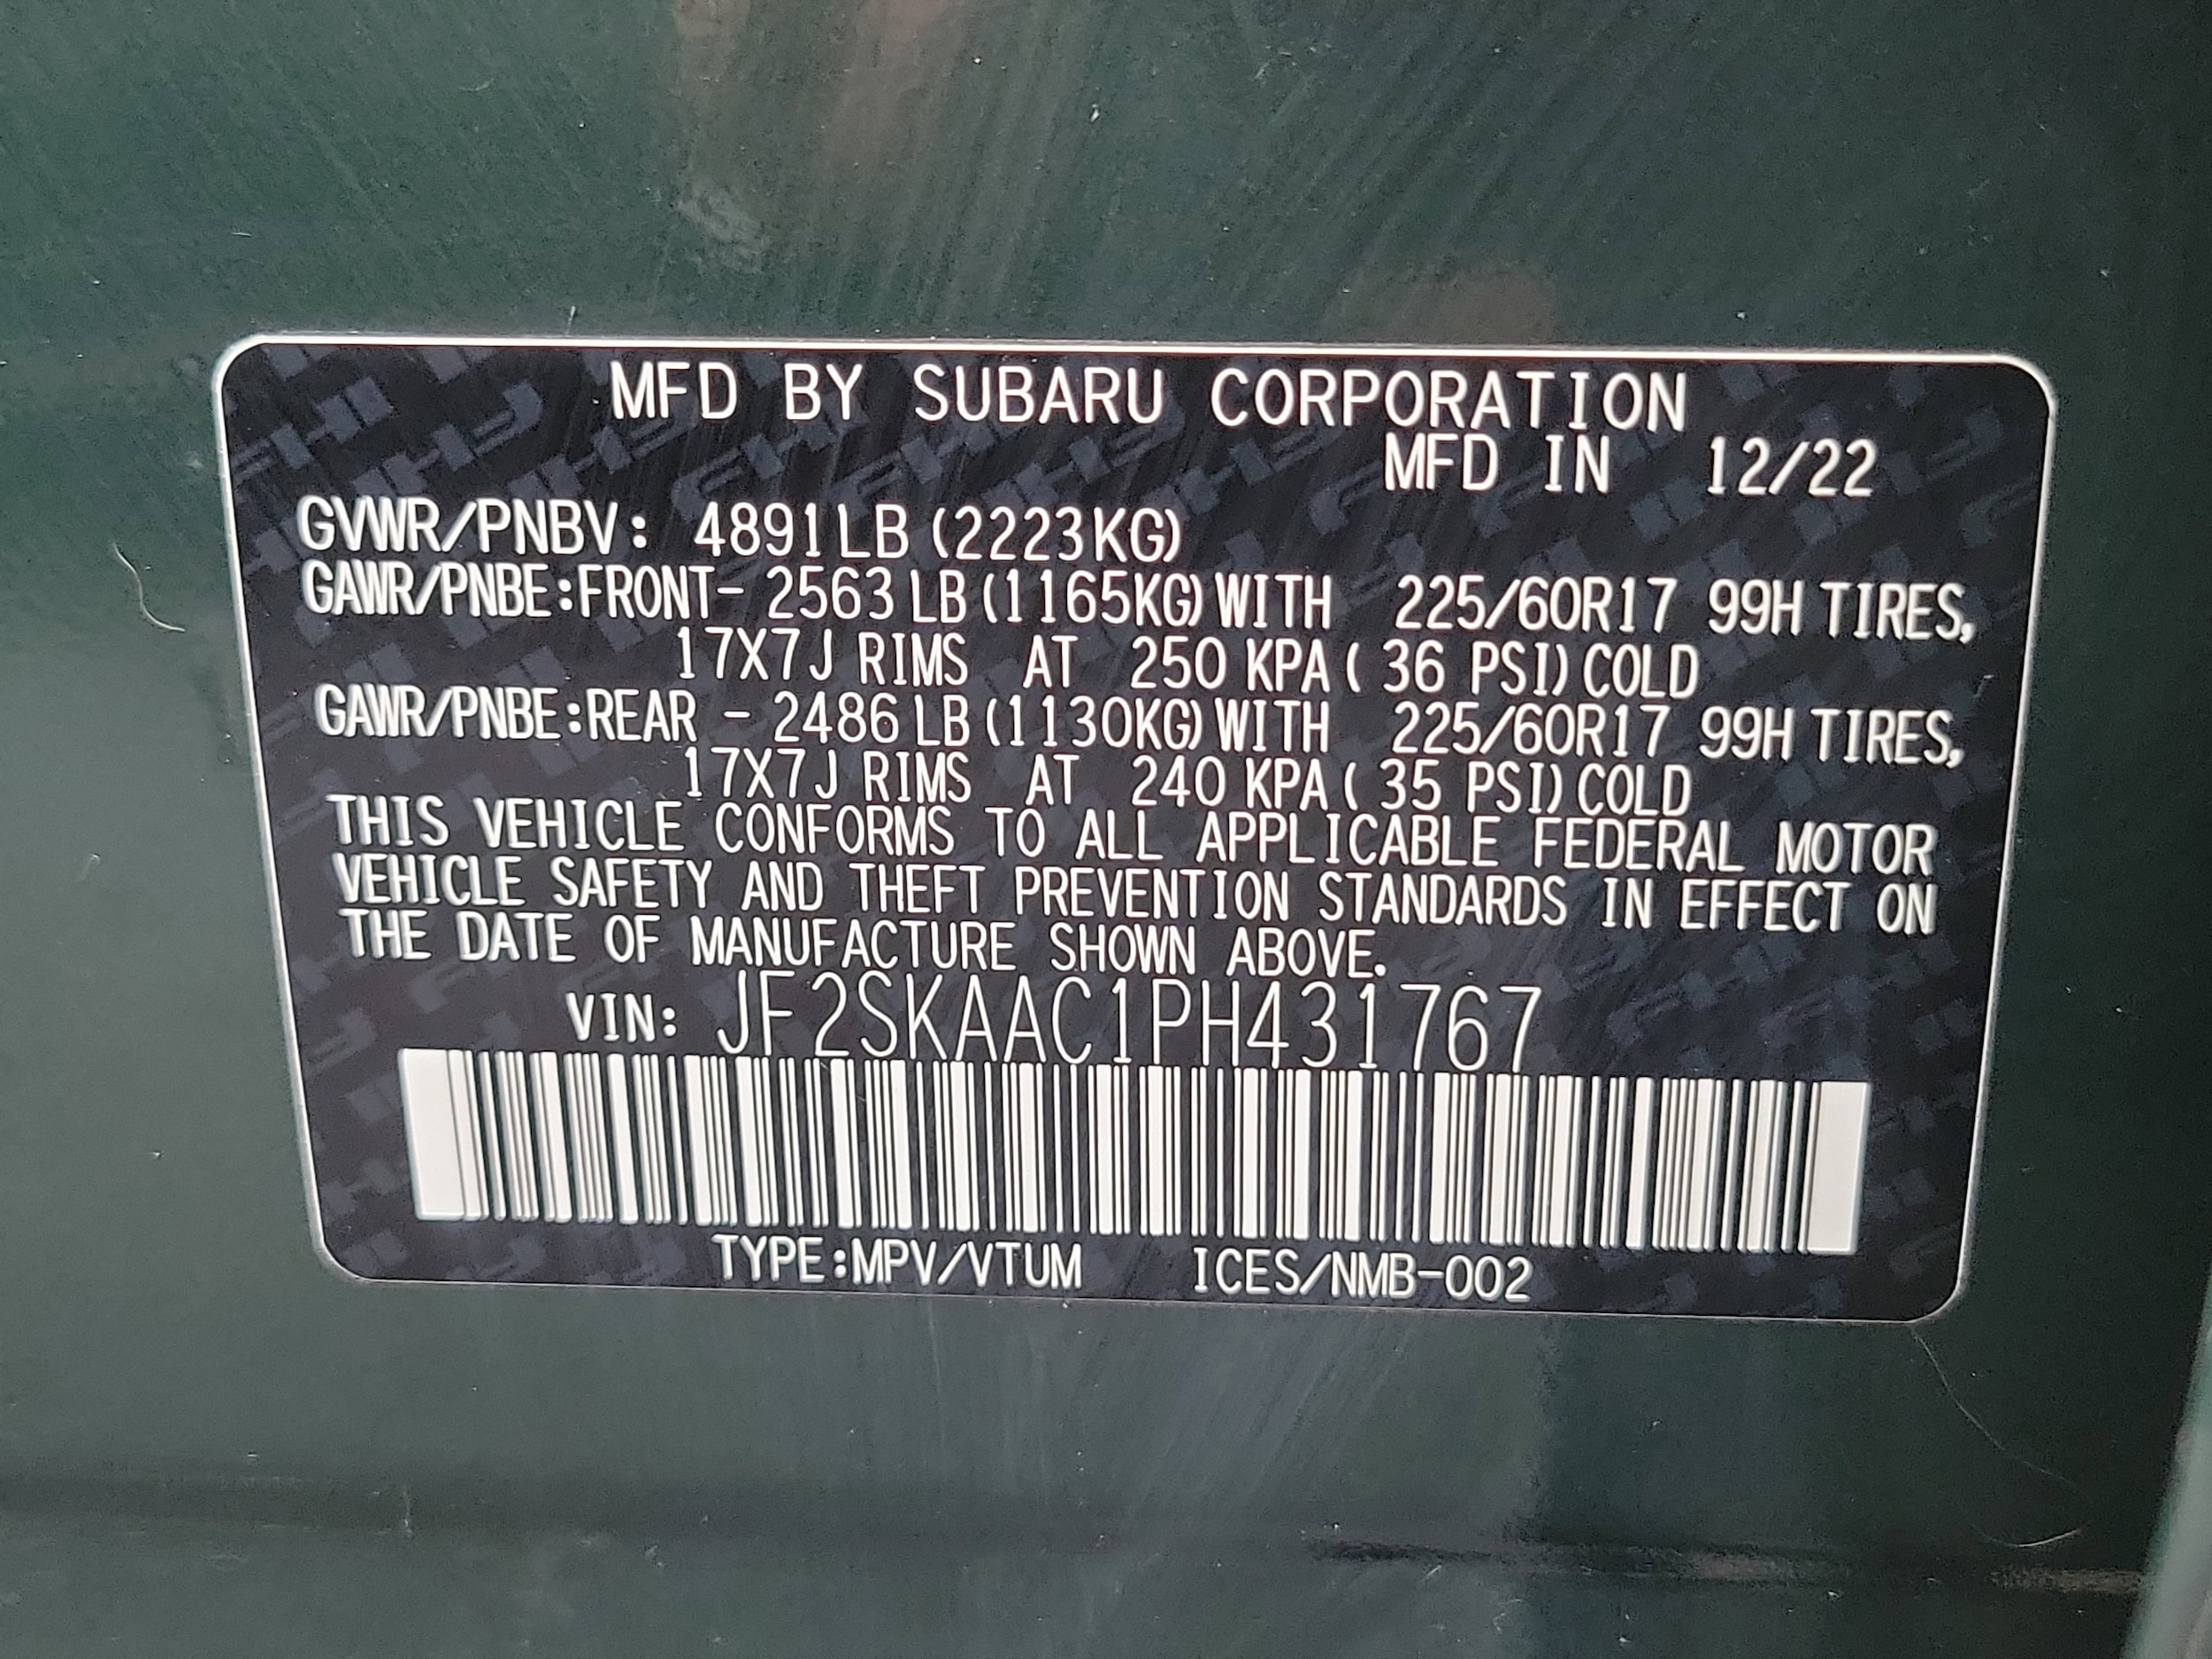 MFD BY SUBARU CORPORATION
MFD IN 12/22
GVWR/PNBV: 4891LB (2223KG)
GAWR/PNBE:FRONT- 2563 LB (1165KG) WITH 225/60R17 99H TIRES,
17X7J RIMS AT 250 KPA ( 36 PSI) COLD
GAWR/PNBE:REAR - 2486 LB (1130KG) WITH 225/60R17 99H TIRES,
17X7J RIMS AT 240 KPA ( 35 PSI) COLD
THIS VEHICLE CONFORMS TO ALL APPLICABLE FEDERAL MOTOR
VEHICLE SAFETY AND THEFT PREVENTION STANDARDS IN EFFECT ON
THE DATE OF MANUFACTURE SHOWN ABOVE.
VIN: JF2SKAAC1PH431767
TYPE:MPV/VTUM ICES/NMB-002